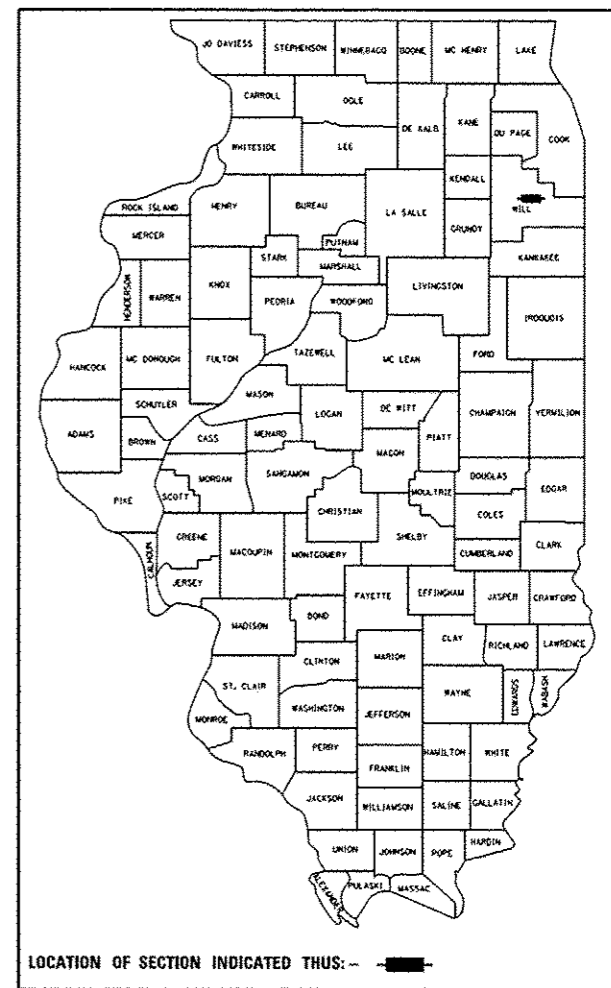 JO DAVIESS STEPHENSON WINNEBAGO BOONE MC HENRY LAKE
CARROLL OGLE DE KALB KANE DU PAGE COOK
WHITESIDE LEE KENDALL
ROCK ISLAND HENRY BUREAU LA SALLE GRUNDY WILL
MERCER PUTNAM KANKAKEE
HENDERSON WARREN KNOX STARK MARSHALL LIVINGSTON
PEORIA WOODFORD IROQUOIS
HANCOCK MC DONOUGH FULTON TAZEWELL MC LEAN FORD
SCHUYLER MASON LOGAN DE WITT CHAMPAIGN VERMILION
ADAMS BROWN CASS MENARD MACON PIATT
PIKE SCOTT MORGAN SANGAMON CHRISTIAN MOULTRIE DOUGLAS EDGAR
COLES
CALHOUN GREENE MACOUPIN MONTGOMERY SHELBY CUMBERLAND CLARK
JERSEY FAYETTE EFFINGHAM JASPER CRAWFORD
MADISON BOND CLAY RICHLAND LAWRENCE
CLINTON MARION
ST. CLAIR WASHINGTON JEFFERSON WAYNE EDWARDS WABASH
MONROE
RANDOLPH PERRY HAMILTON WHITE
FRANKLIN
JACKSON WILLIAMSON SALINE GALLATIN
UNION JOHNSON POPE HARDIN
ALEXANDER PULASKI MASSAC
LOCATION OF SECTION INDICATED THUS:-